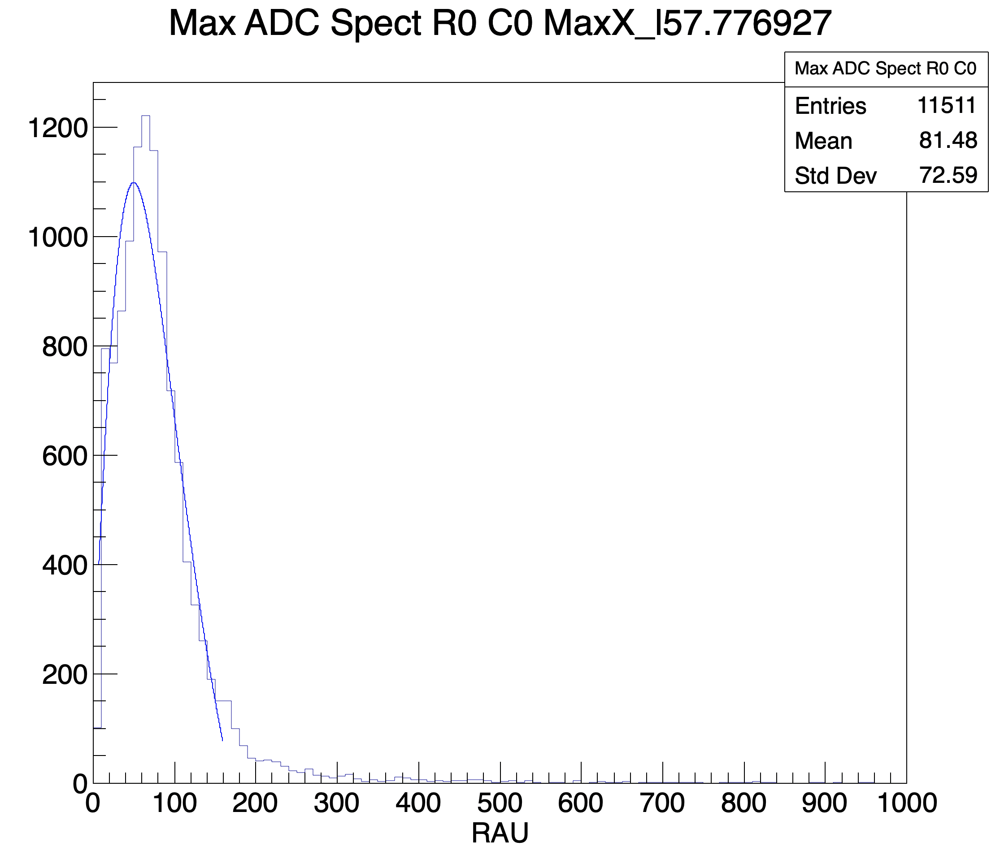 Max ADC Spect R0 C0 MaxX_I57.776927
Max ADC Spect R0 C0
Entries 11511
Mean 81.48
Std Dev 72.59
1200
1000
800
600
400
200
0
0 100 200 300 400 500 600 700 800 900 1000
RAU